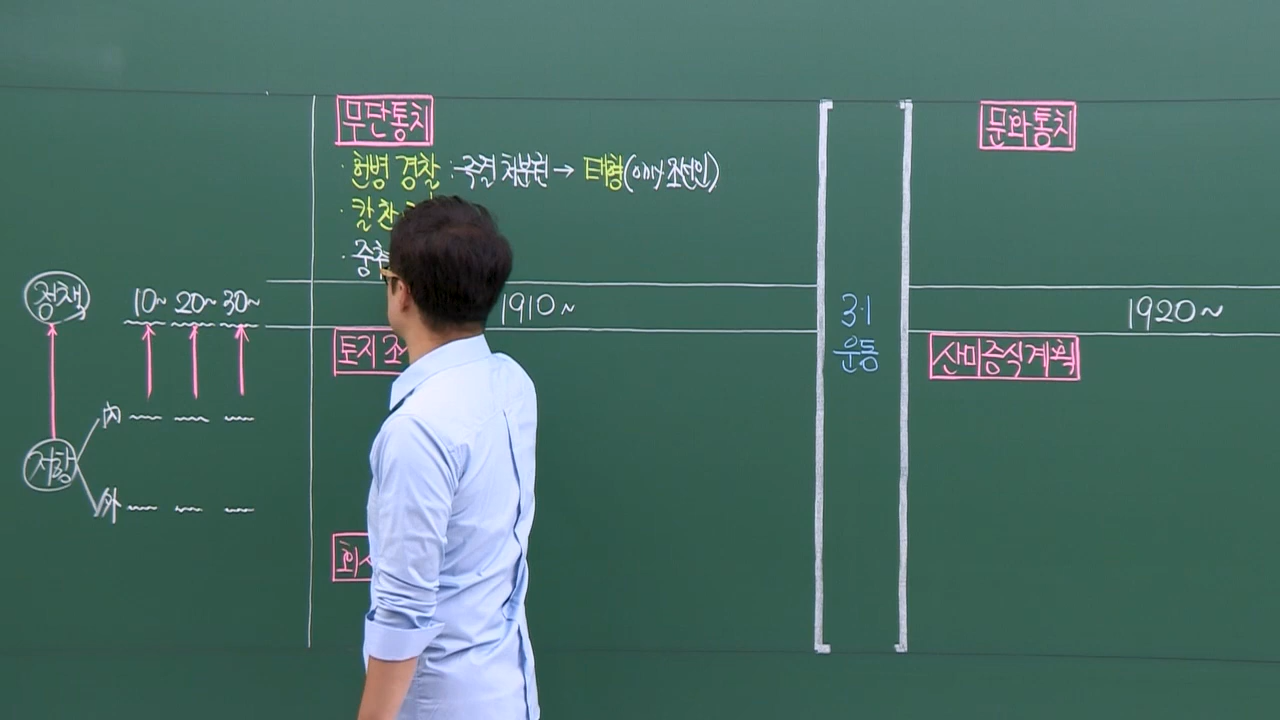 무단통치
· 헌병 경찰 : 즉결 처분권 → 태형 (only 조선인)
· 칼 찬
· 중추
1910~
토지 조
회사
3·1
운동
문화통치
1920~
산미증식계획
정책
10~ 20~ 30~
저항
內
外